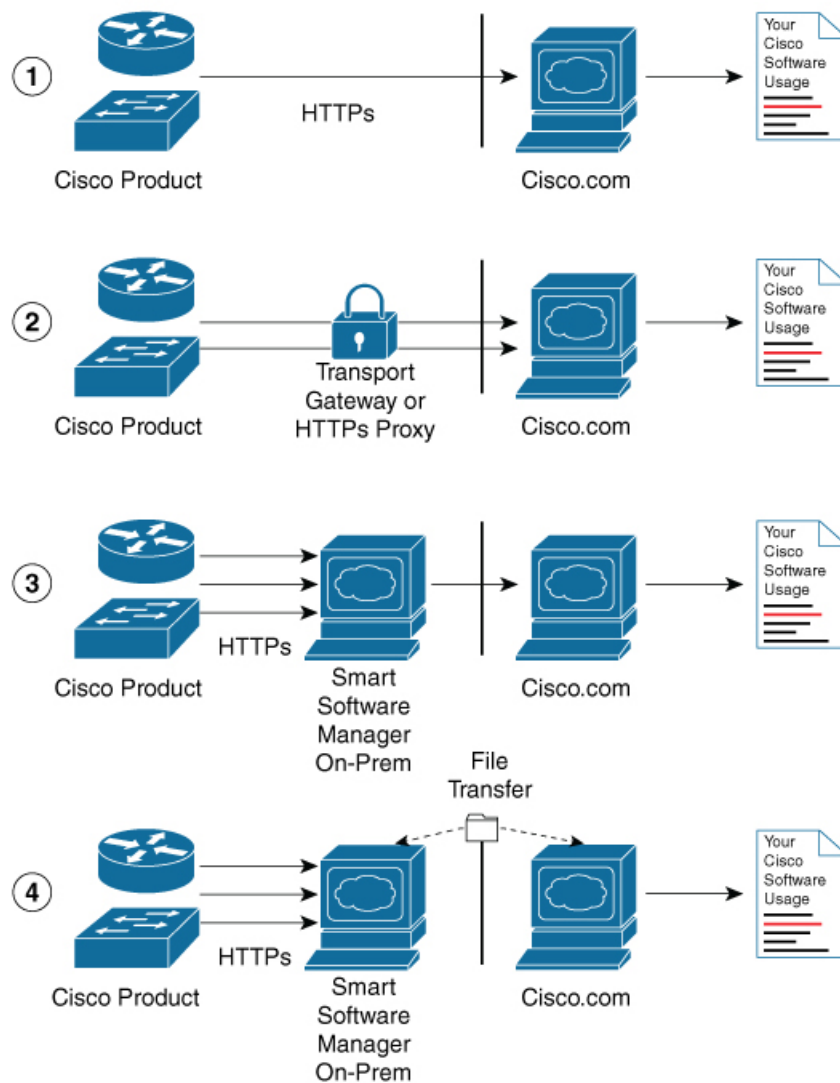 1
HTTPs
Cisco Product
Cisco.com
Your
Cisco
Software
Usage
2
Transport
Gateway or
HTTPs Proxy
Cisco Product
Cisco.com
Your
Cisco
Software
Usage
3
HTTPs
Cisco Product
Smart
Software
Manager
On-Prem
Cisco.com
Your
Cisco
Software
Usage
File
Transfer
4
HTTPs
Cisco Product
Smart
Software
Manager
On-Prem
Cisco.com
Your
Cisco
Software
Usage